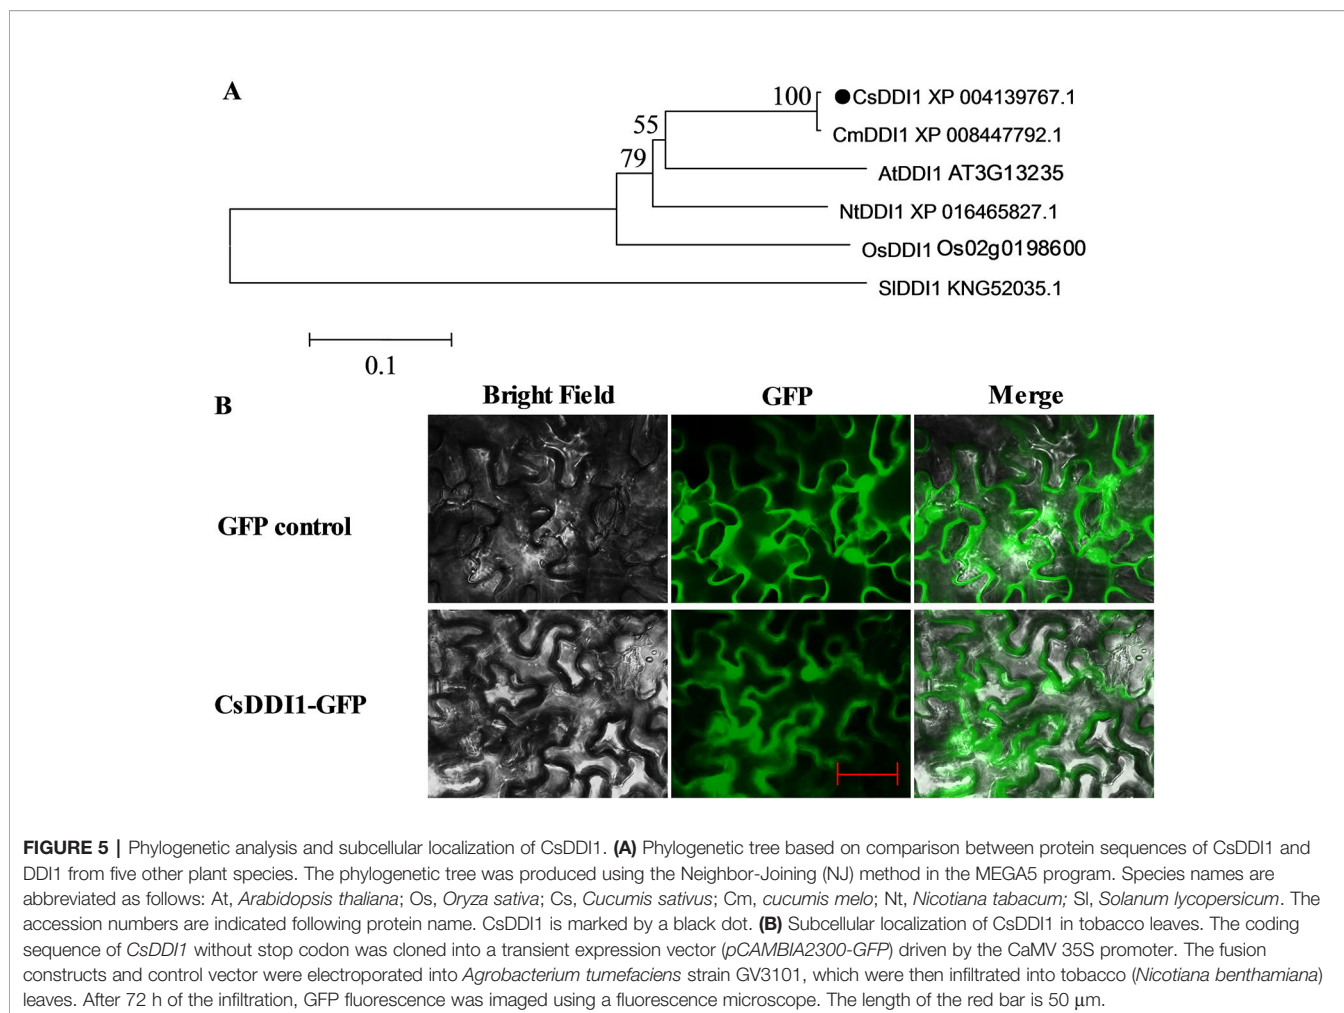 A
100
CsDDI1 XP 004139767.1
CmDDI1 XP 008447792.1
55
79
AtDDI1 AT3G13235
NtDDI1 XP 016465827.1
OsDDI1 Os02g0198600
SlDDI1 KNG52035.1
0.1
B
Bright Field GFP Merge
GFP control
CsDDI1-GFP
FIGURE 5 | Phylogenetic analysis and subcellular localization of CsDDI1. (A) Phylogenetic tree based on comparison between protein sequences of CsDDI1 and
DDI1 from five other plant species. The phylogenetic tree was produced using the Neighbor-Joining (NJ) method in the MEGA5 program. Species names are
abbreviated as follows: At, Arabidopsis thaliana; Os, Oryza sativa; Cs, Cucumis sativus; Cm, cucumis melo; Nt, Nicotiana tabacum; Sl, Solanum lycopersicum. The
accession numbers are indicated following protein name. CsDDI1 is marked by a black dot. (B) Subcellular localization of CsDDI1 in tobacco leaves. The coding
sequence of CsDDI1 without stop codon was cloned into a transient expression vector (pCAMBIA2300-GFP) driven by the CaMV 35S promoter. The fusion
constructs and control vector were electroporated into Agrobacterium tumefaciens strain GV3101, which were then infiltrated into tobacco (Nicotiana benthamiana)
leaves. After 72 h of the infiltration, GFP fluorescence was imaged using a fluorescence microscope. The length of the red bar is 50 μm.